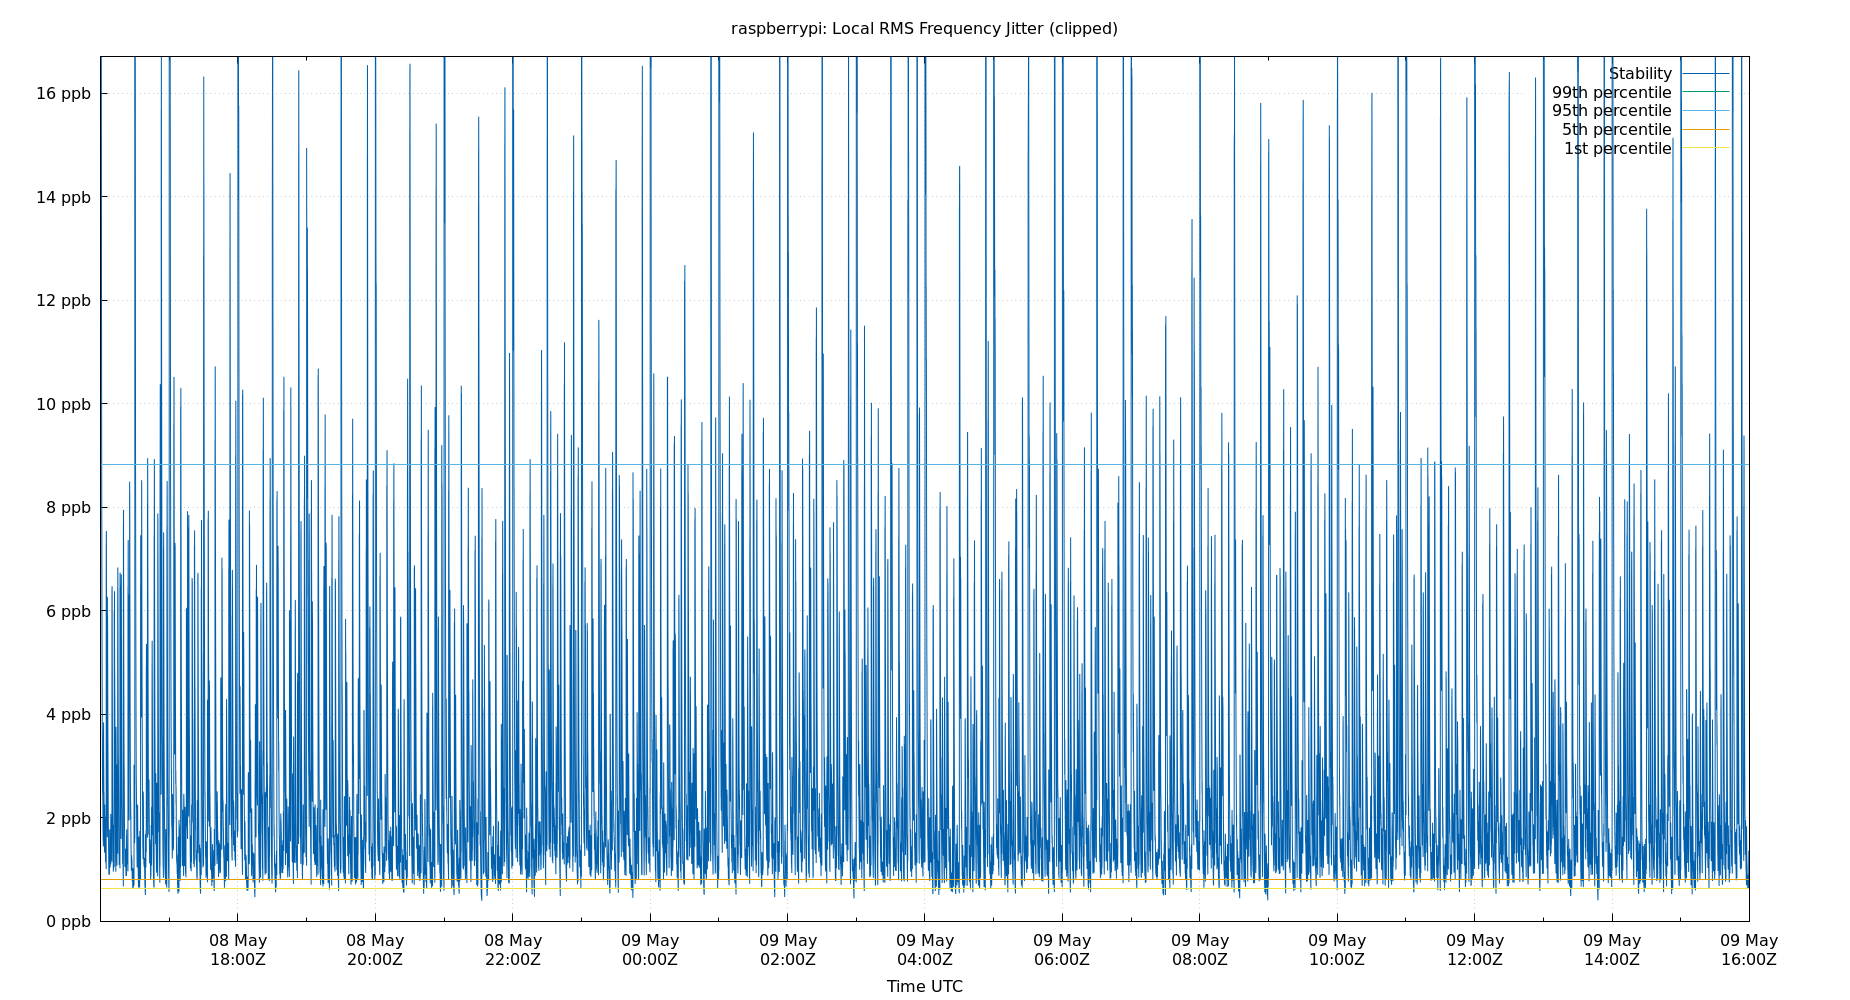 raspberrypi: Local RMS Frequency Jitter (clipped)
Stability
99th percentile
95th percentile
5th percentile
1st percentile
16 ppb
14 ppb
12 ppb
10 ppb
8 ppb
6 ppb
4 ppb
2 ppb
0 ppb
08 May 08 May 08 May 09 May 09 May 09 May 09 May 09 May 09 May 09 May 09 May 09 May
18:00Z 20:00Z 22:00Z 00:00Z 02:00Z 04:00Z 06:00Z 08:00Z 10:00Z 12:00Z 14:00Z 16:00Z
Time UTC